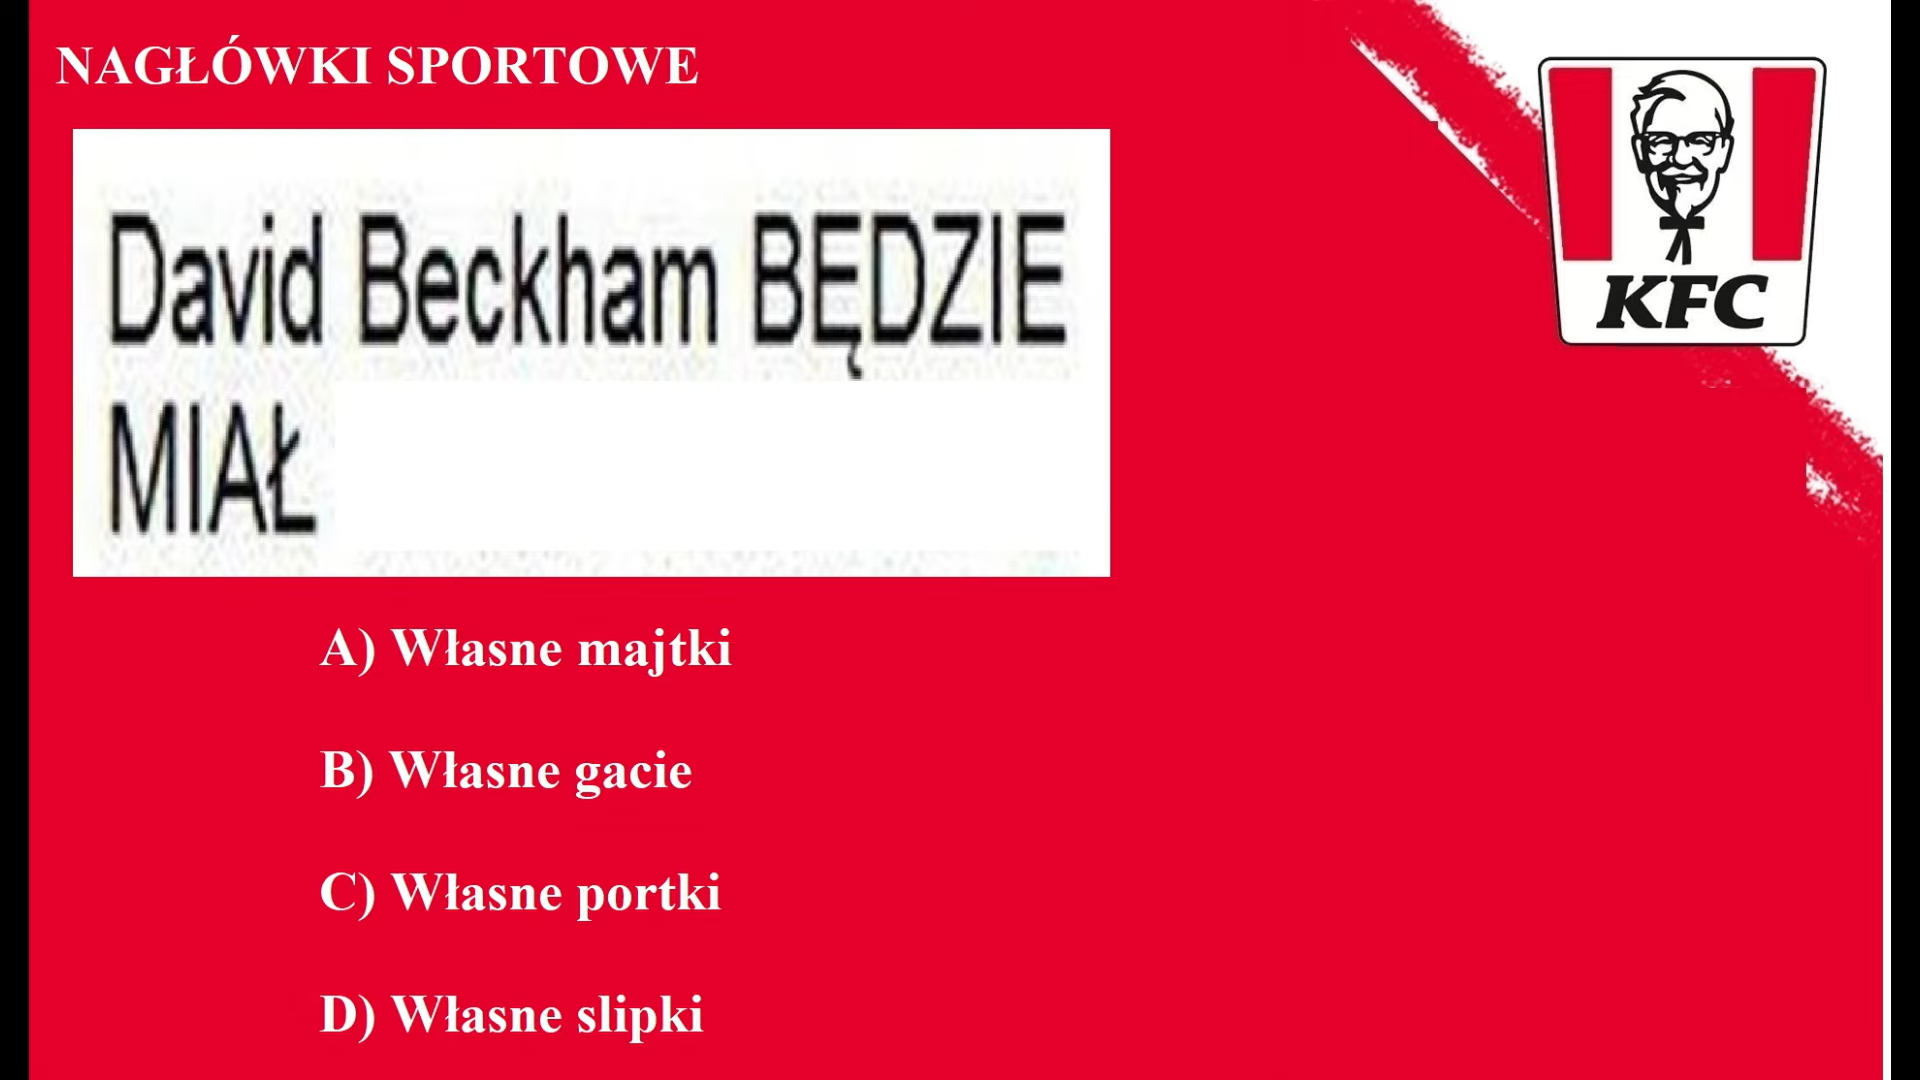 NAGŁÓWKI SPORTOWE
David Beckham BĘDZIE
MIAŁ
KFC
A) Własne majtki
B) Własne gacie
C) Własne portki
D) Własne slipki